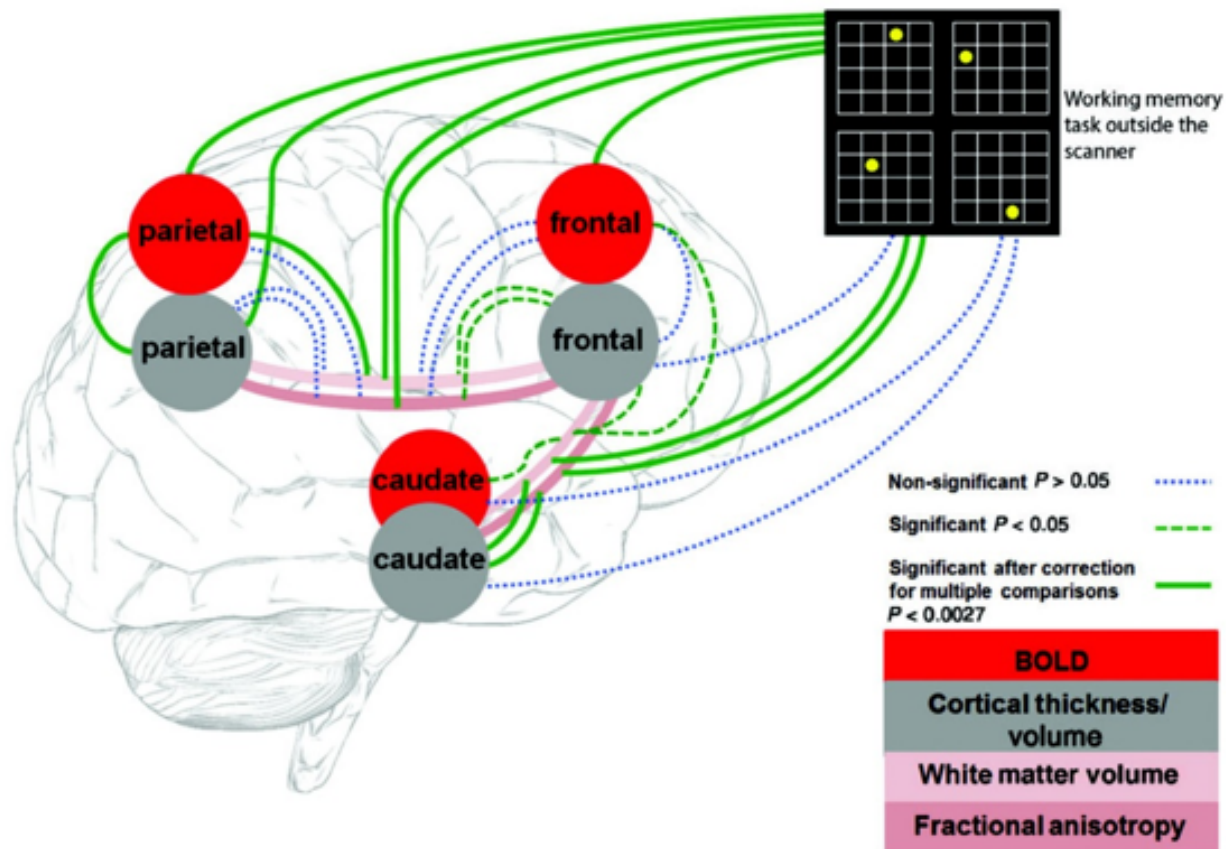 Working memory
task outside the
scanner
parietal
frontal
parietal
frontal
caudate
caudate
Non-significant P > 0.05
Significant P < 0.05
Significant after correction
for multiple comparisons
P < 0.0027
BOLD
Cortical thickness/
volume
White matter volume
Fractional anisotropy